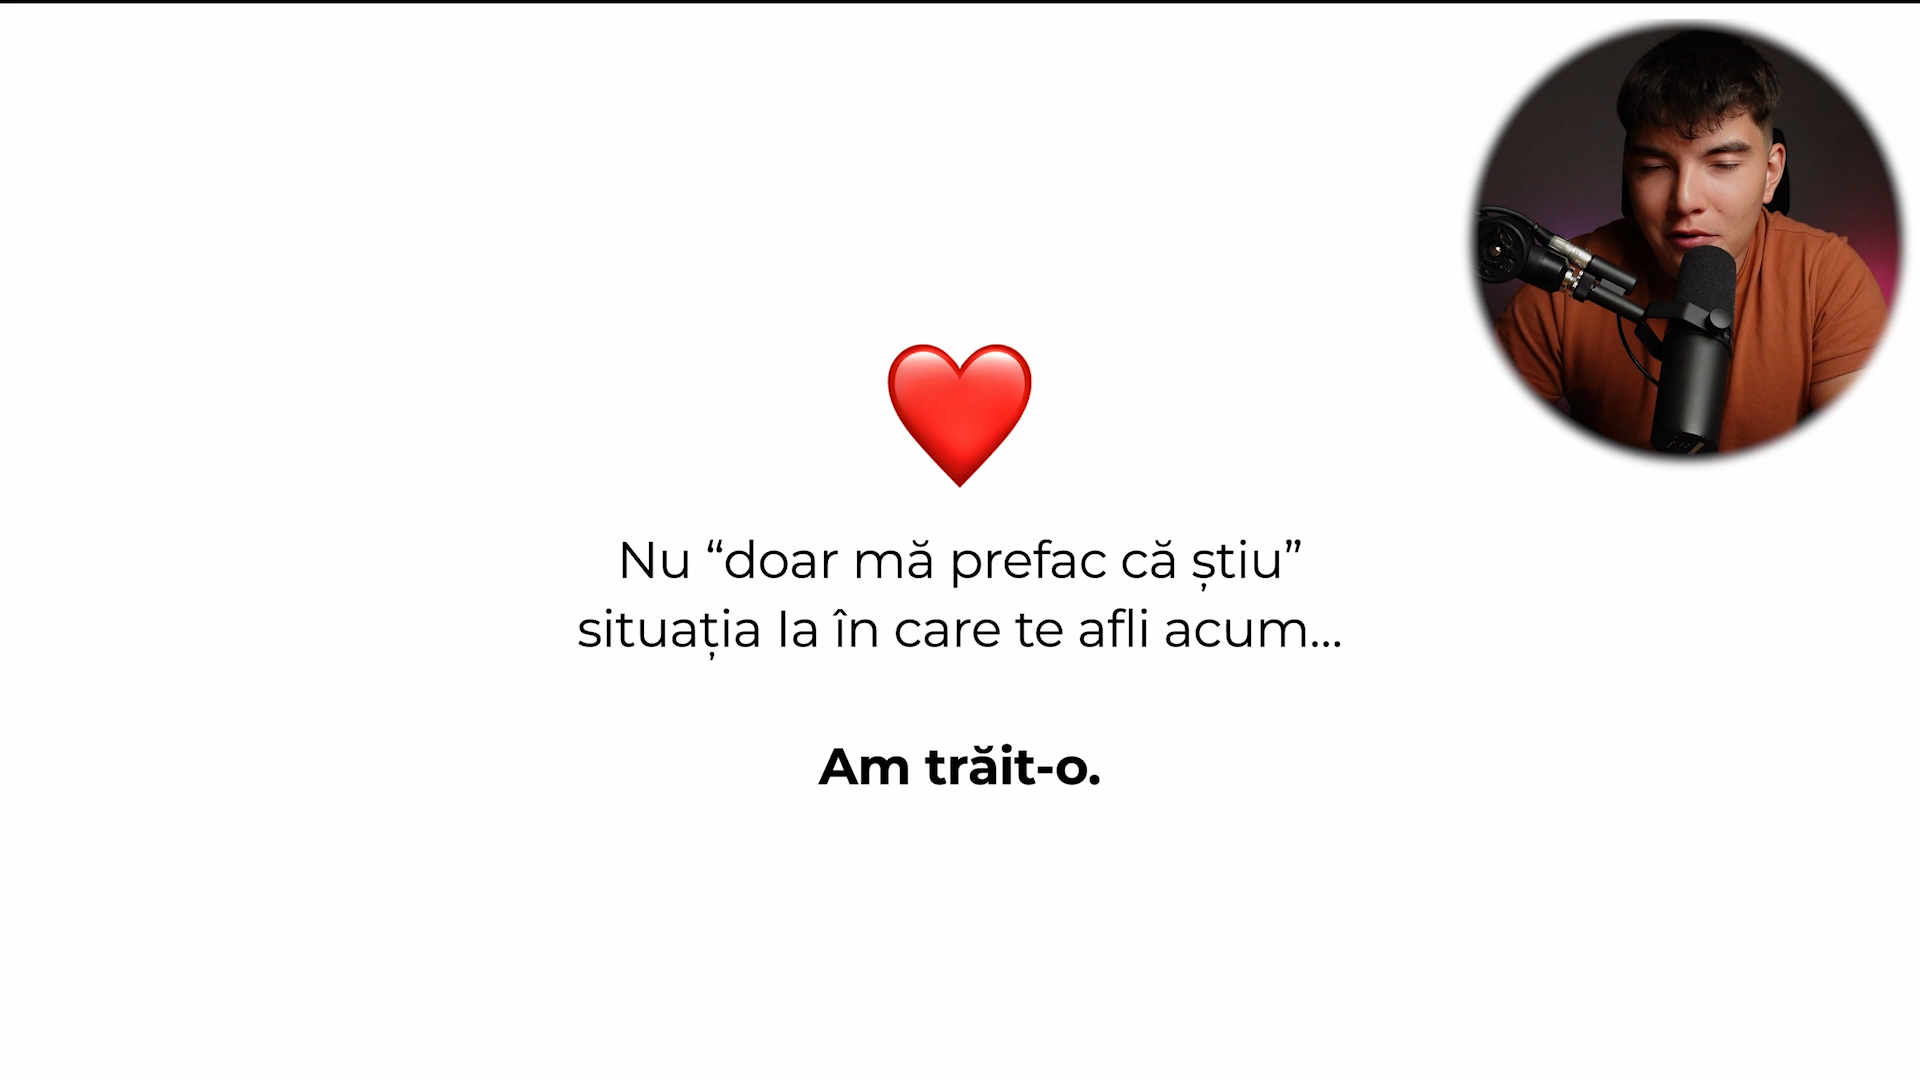 Nu “doar mă prefac că știu”
situația la în care te afli acum...
Am trăit-o.